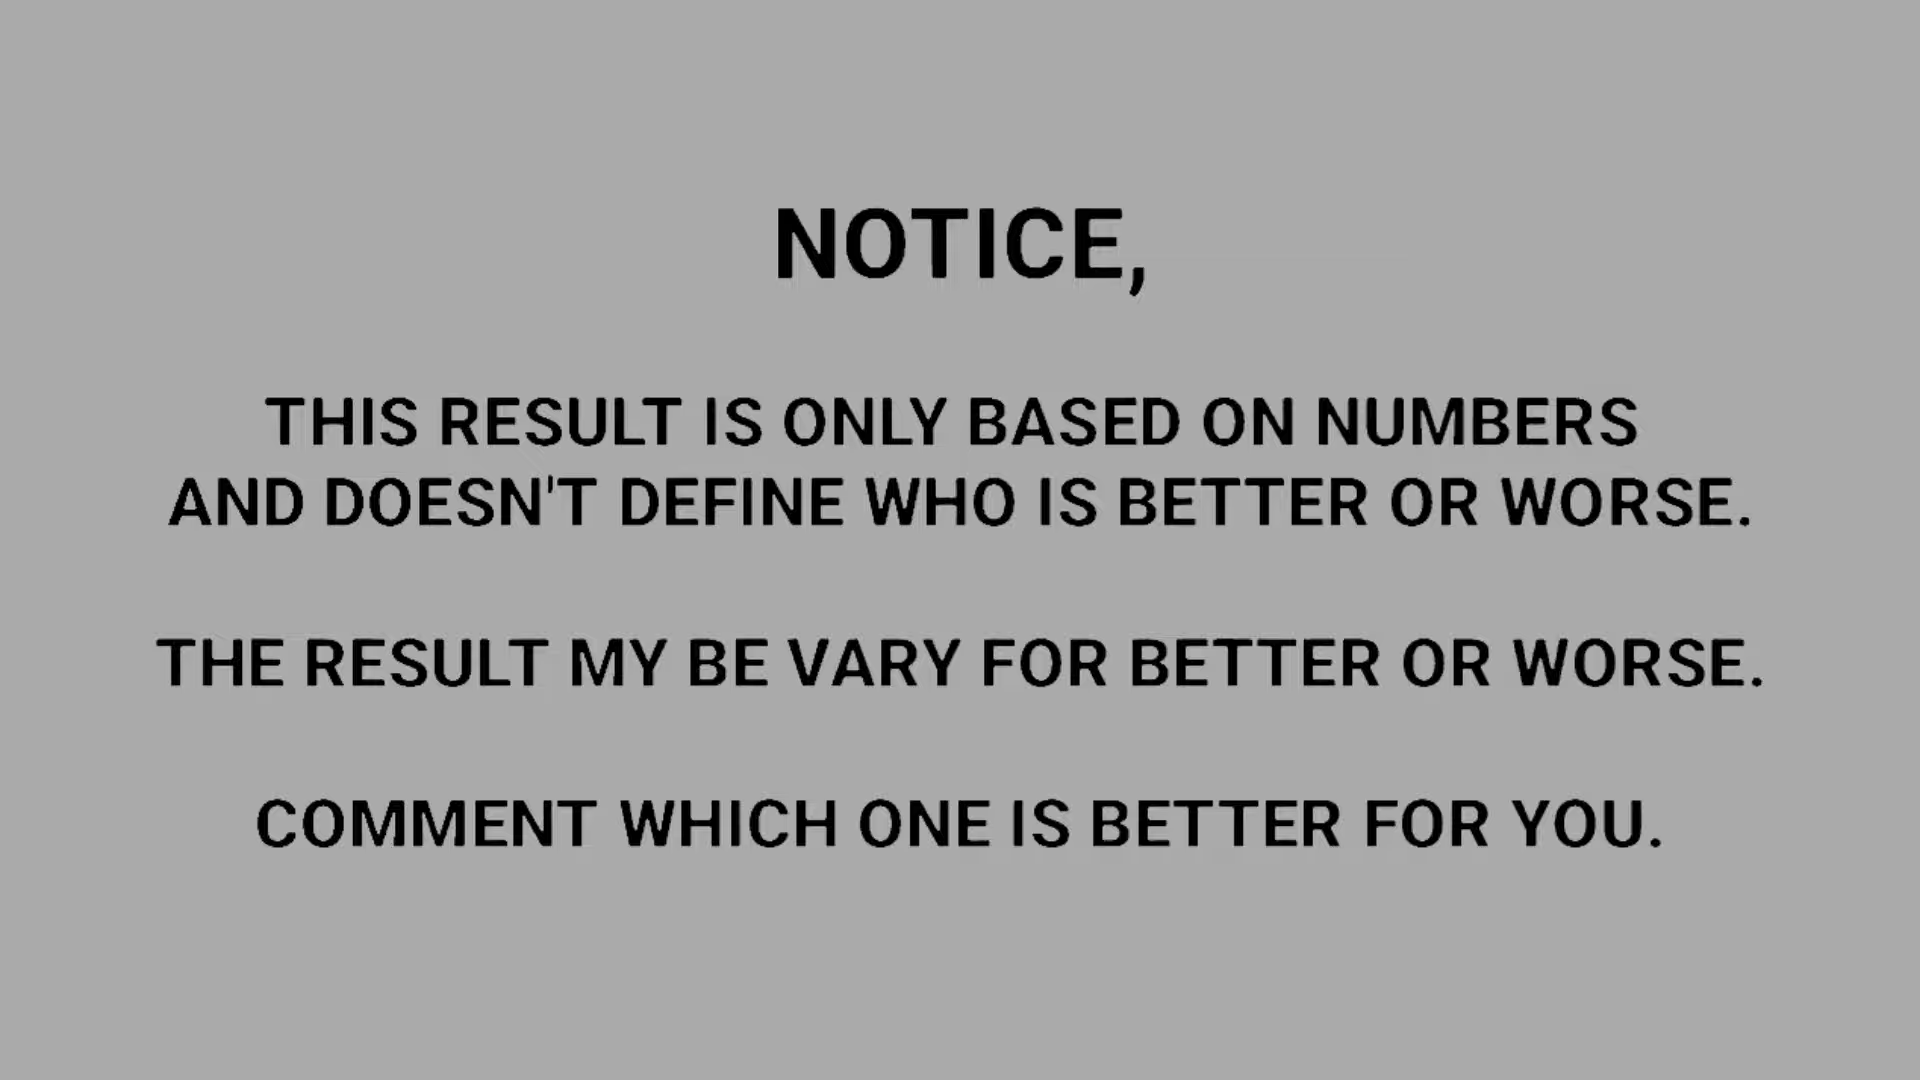 NOTICE,
THIS RESULT IS ONLY BASED ON NUMBERS
AND DOESN'T DEFINE WHO IS BETTER OR WORSE.
THE RESULT MY BE VARY FOR BETTER OR WORSE.
COMMENT WHICH ONE IS BETTER FOR YOU.